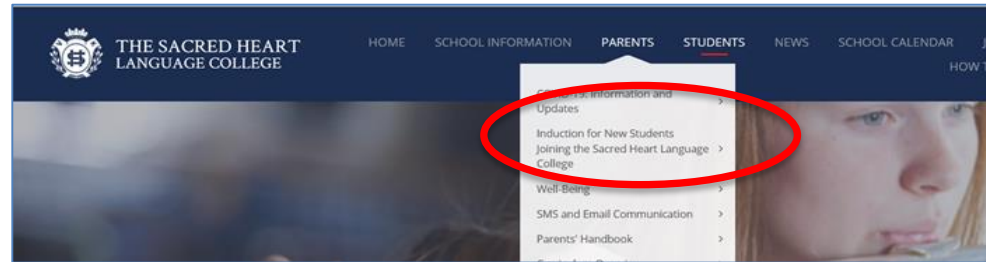 THE SACRED HEART
LANGUAGE COLLEGE
HOME SCHOOL INFORMATION PARENTS STUDENTS NEWS SCHOOL CALENDAR
HOW
Information and
Updates
Induction for New Students
Joining the Sacred Heart Language
College
Well-Being
SMS and Email Communication
Parents' Handbook